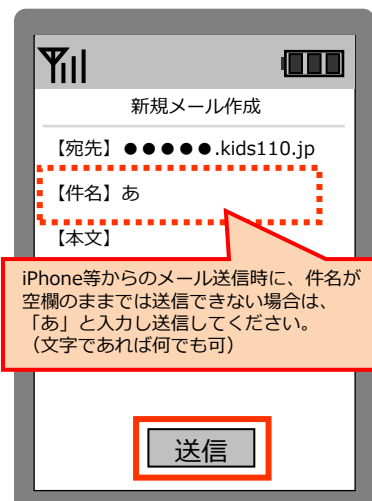 新規メール作成
【宛先】●●●●●.kids110.jp
【件名】あ
【本文】
iPhone等からのメール送信時に、件名が
空欄のままでは送信できない場合は、
「あ」と入力し送信してください。
（文字であれば何でも可）
送信